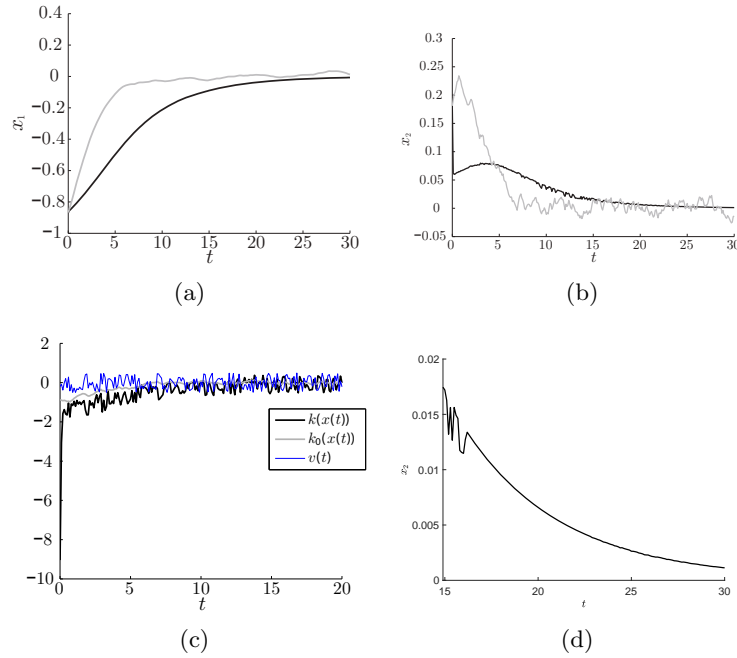 0.4
0.2
0
−0.2
−0.4
−0.6
−0.8
−1
x₁
0 5 10 15 20 25 30
t
(a)
0.3
0.25
0.2
0.15
0.1
0.05
0
−0.05
x₂
0 5 10 15 20 25 30
t
(b)
2
0
−2
−4
−6
−8
−10
0 5 10 15 20
t
k(x(t))
k₀(x(t))
v(t)
(c)
0.02
0.015
0.01
0.005
0
x₂
15 20 25 30
t
(d)